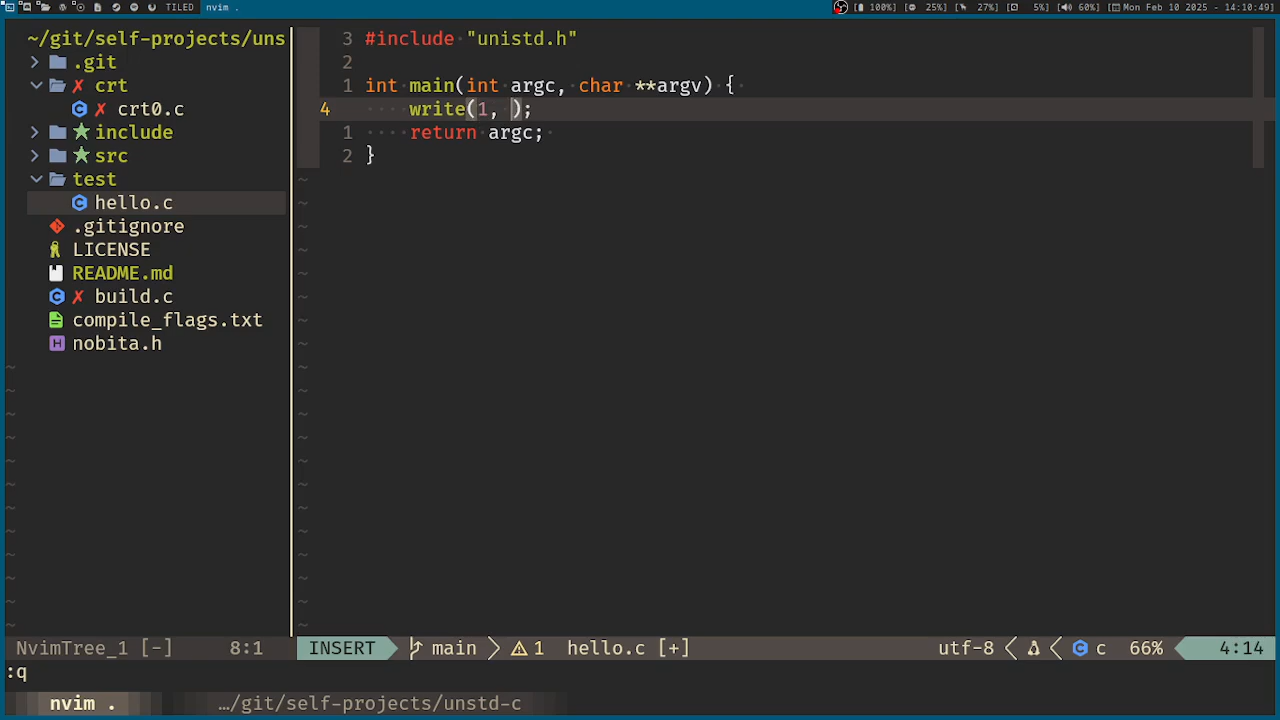 TILED nvim . 100%] 25%] 27%] 5%] 60%] Mon Feb 10 2025 - 14:10:49]
~/git/self-projects/uns
.git
crt
crt0.c
include
src
test
hello.c
.gitignore
LICENSE
README.md
build.c
compile_flags.txt
nobita.h
3 #include "unistd.h"
2
1 int main(int argc, char **argv) {
4 write(1, );
1 return argc;
2 }
NvimTree_1 [-] 8:1 INSERT main 1 hello.c [+] utf-8 c 66% 4:14
:q
nvim . …/git/self-projects/unstd-c